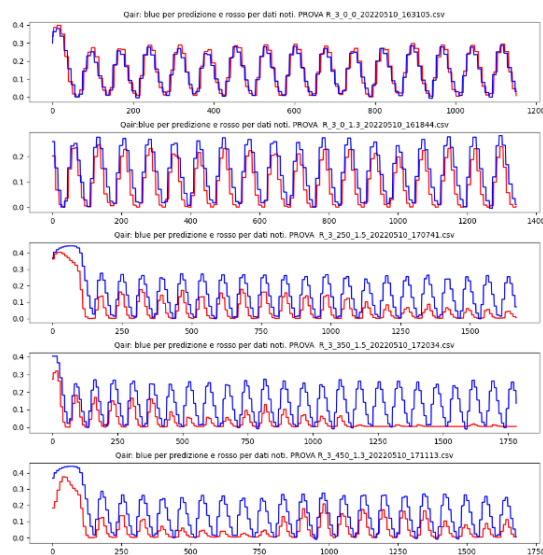 Qair: blue per predizione e rosso per dati noti. PROVA R_3_0_0_20220510_163105.csv
0.4
0.3
0.2
0.1
0.0
0 200 400 600 800 1000 1200
Qair:blue per predizione e rosso per dati noti. PROVA R_3_0_1.3_20220510_161844.csv
0.2
0.1
0.0
0 200 400 600 800 1000 1200 1400
Qair: blue per predizione e rosso per dati noti. PROVA R_3_250_1.5_20220510_170741.csv
0.4
0.3
0.2
0.1
0.0
0 250 500 750 1000 1250 1500
Qair: blue per predizione e rosso per dati noti. PROVA R_3_350_1.5_20220510_172034.csv
0.4
0.3
0.2
0.1
0.0
0 250 500 750 1000 1250 1500 1750
Qair: blue per predizione e rosso per dati noti. PROVA R_3_450_1.3_20220510_171113.csv
0.4
0.3
0.2
0.1
0.0
0 250 500 750 1000 1250 1500 1750